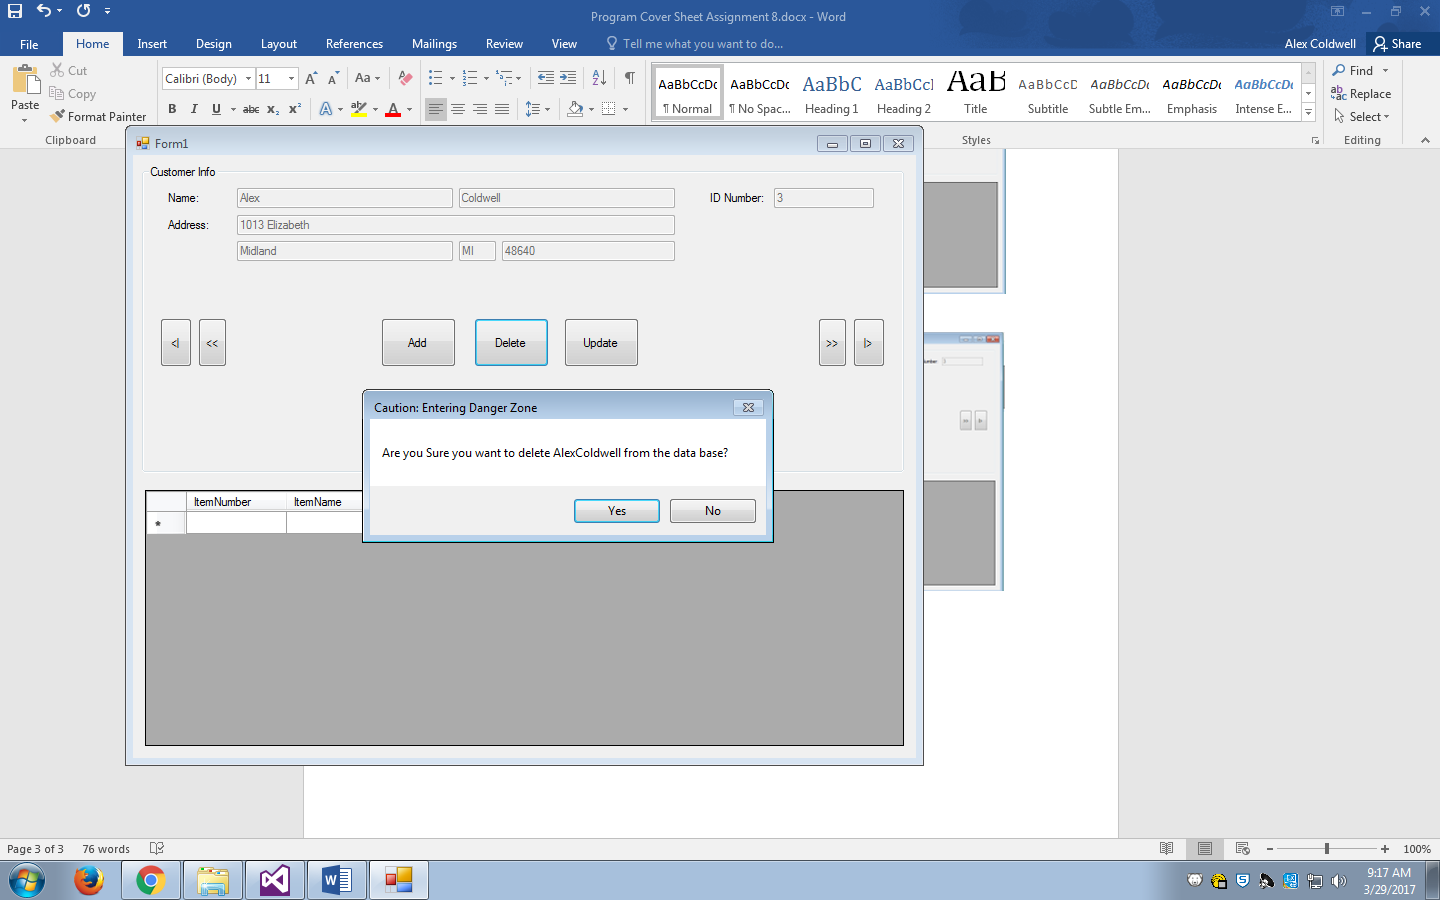 Program Cover Sheet Assignment 8.docx - Word
File Home Insert Design Layout References Mailings Review View Tell me what you want to do... Alex Coldwell Share
Paste
Cut
Copy
Format Painter
Clipboard
Calibri (Body) 11
Aa
B I U abc x₂ x²
A
AaBbCcDc ¶ Normal
AaBbCcDc ¶ No Spac...
AaBbC Heading 1
AaBbCcI Heading 2
AaB Title
AaBbCcD Subtitle
AaBbCcDc Subtle Em...
AaBbCcDc Emphasis
AaBbCcDc Intense E...
Styles
Find
Replace
Select
Editing
Form1
Customer Info
Name: Alex Coldwell ID Number: 3
Address: 1013 Elizabeth
Midland MI 48640
<| << Add Delete Update >> |>
Caution: Entering Danger Zone
Are you Sure you want to delete AlexColdwell from the data base?
Yes No
ItemNumber ItemName
*
Page 3 of 3 76 words 100%
9:17 AM
3/29/2017